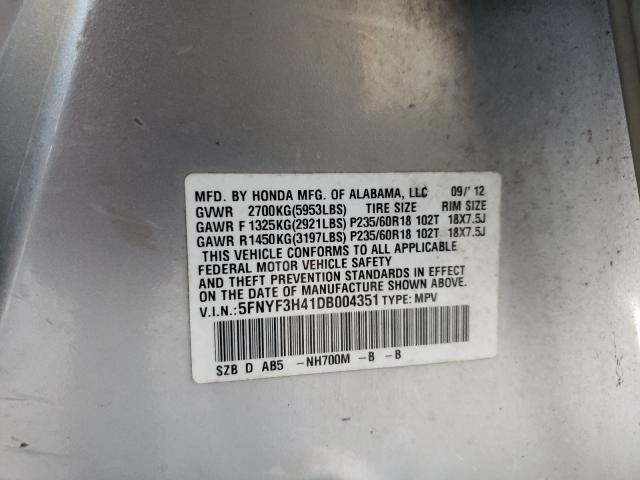 MFD. BY HONDA MFG. OF ALABAMA, LLC 09/'12
GVWR 2700KG(5953LBS) TIRE SIZE RIM SIZE
GAWR F 1325KG(2921LBS) P235/60R18 102T 18X7.5J
GAWR R1450KG(3197LBS) P235/60R18 102T 18X7.5J
THIS VEHICLE CONFORMS TO ALL APPLICABLE
FEDERAL MOTOR VEHICLE SAFETY
AND THEFT PREVENTION STANDARDS IN EFFECT
ON THE DATE OF MANUFACTURE SHOWN ABOVE.
V.I.N.:5FNYF3H41DB004351 TYPE: MPV
SZB D AB5 -NH700M -B -B